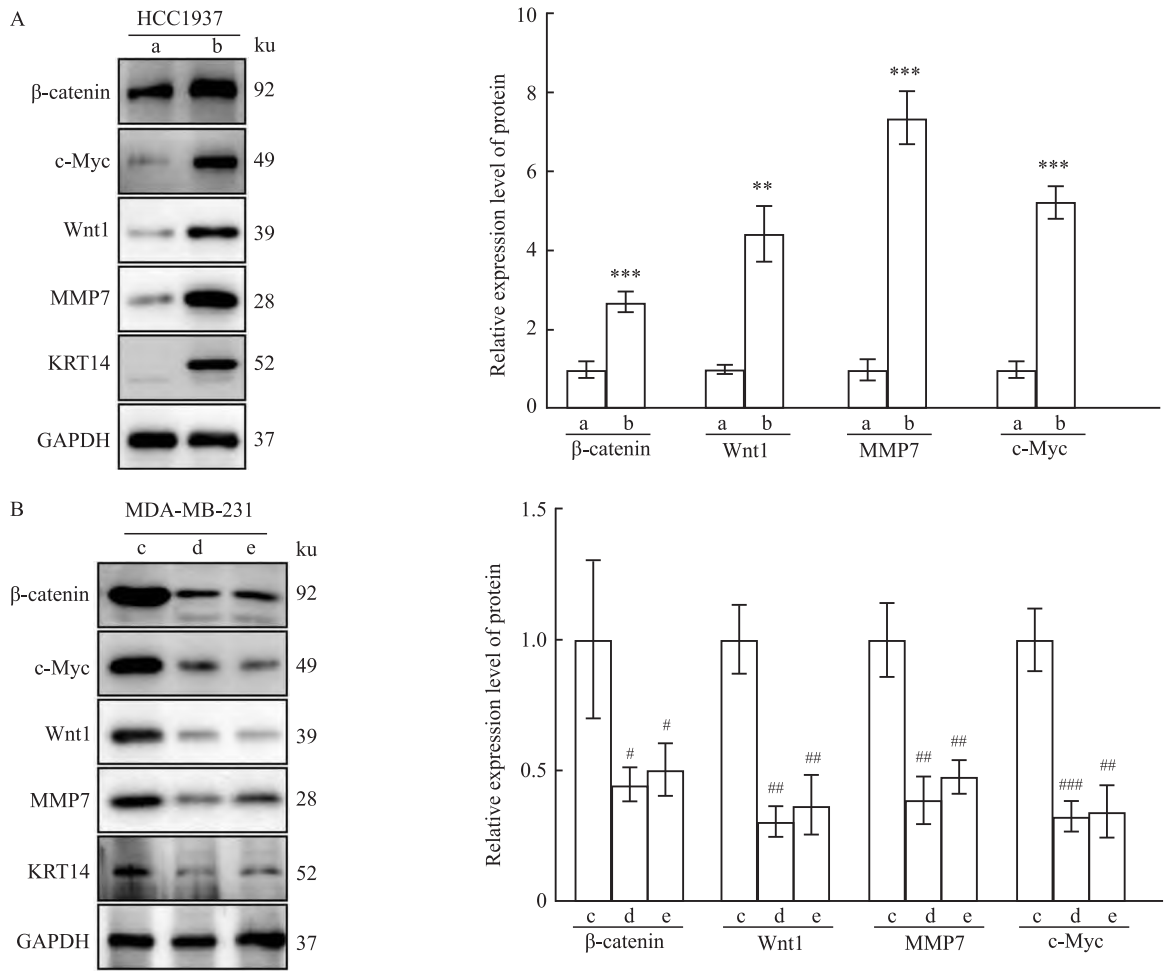 A
HCC1937
a b ku
β-catenin 92
c-Myc 49
Wnt1 39
MMP7 28
KRT14 52
GAPDH 37
Relative expression level of protein
10
8
6
4
2
0
***
**
***
***
a b a b a b a b
β-catenin Wnt1 MMP7 c-Myc
B
MDA-MB-231
c d e ku
β-catenin 92
c-Myc 49
Wnt1 39
MMP7 28
KRT14 52
GAPDH 37
Relative expression level of protein
1.5
1.0
0.5
0
# #
## ##
## ##
### ##
c d e c d e c d e c d e
β-catenin Wnt1 MMP7 c-Myc